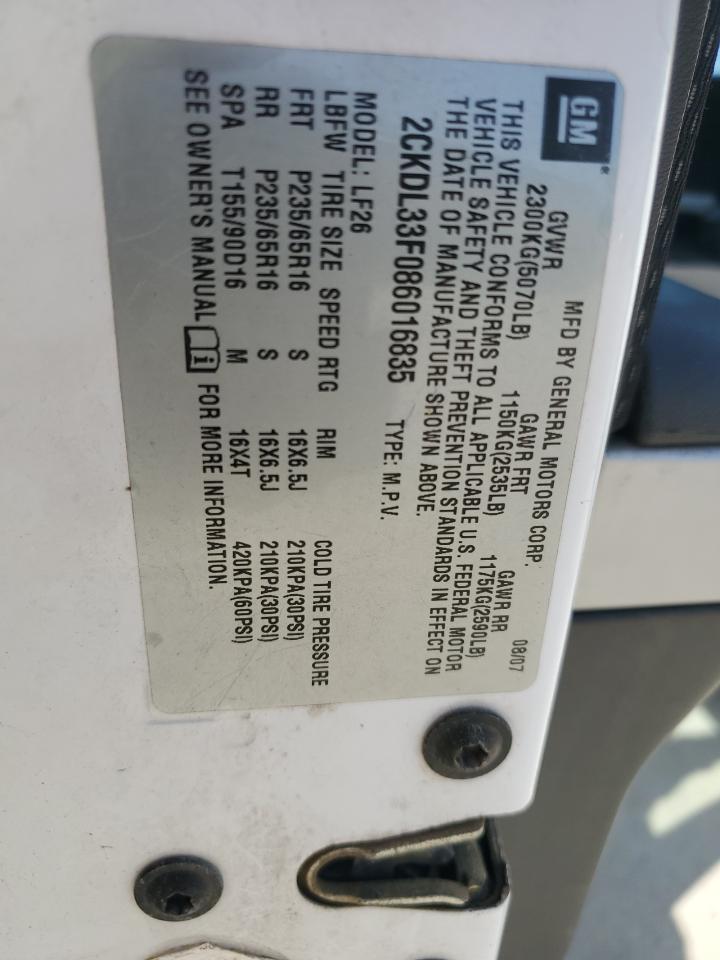 GM®
MFD BY GENERAL MOTORS CORP. 08/07
GVWR GAWR FRT GAWR RR
2300KG(5070LB) 1150KG(2535LB) 1175KG(2590LB)
THIS VEHICLE CONFORMS TO ALL APPLICABLE U.S. FEDERAL MOTOR
VEHICLE SAFETY AND THEFT PREVENTION STANDARDS IN EFFECT ON
THE DATE OF MANUFACTURE SHOWN ABOVE.
2CKDL33F086016835 TYPE: M.P.V.
MODEL: LF26
LBFW TIRE SIZE SPEED RTG RIM COLD TIRE PRESSURE
FRT P235/65R16 S 16X6.5J 210KPA(30PSI)
RR P235/65R16 S 16X6.5J 210KPA(30PSI)
SPA T155/90D16 M 16X4T 420KPA(60PSI)
SEE OWNER'S MANUAL FOR MORE INFORMATION.